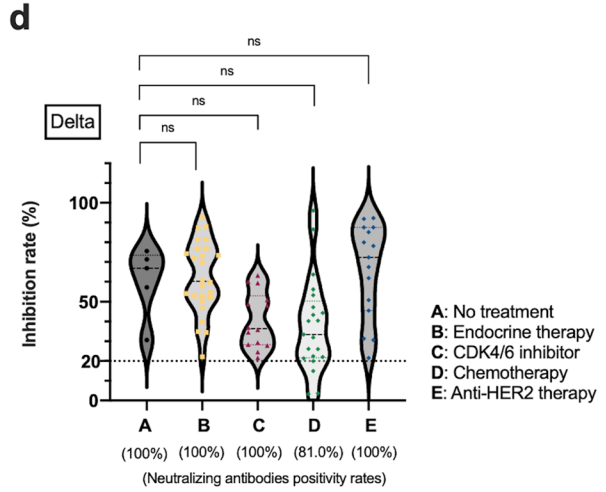 d
ns
ns
ns
ns
Delta
Inhibition rate (%)
100
50
20
0
A B C D E
(100%) (100%) (100%) (81.0%) (100%)
(Neutralizing antibodies positivity rates)
A: No treatment
B: Endocrine therapy
C: CDK4/6 inhibitor
D: Chemotherapy
E: Anti-HER2 therapy